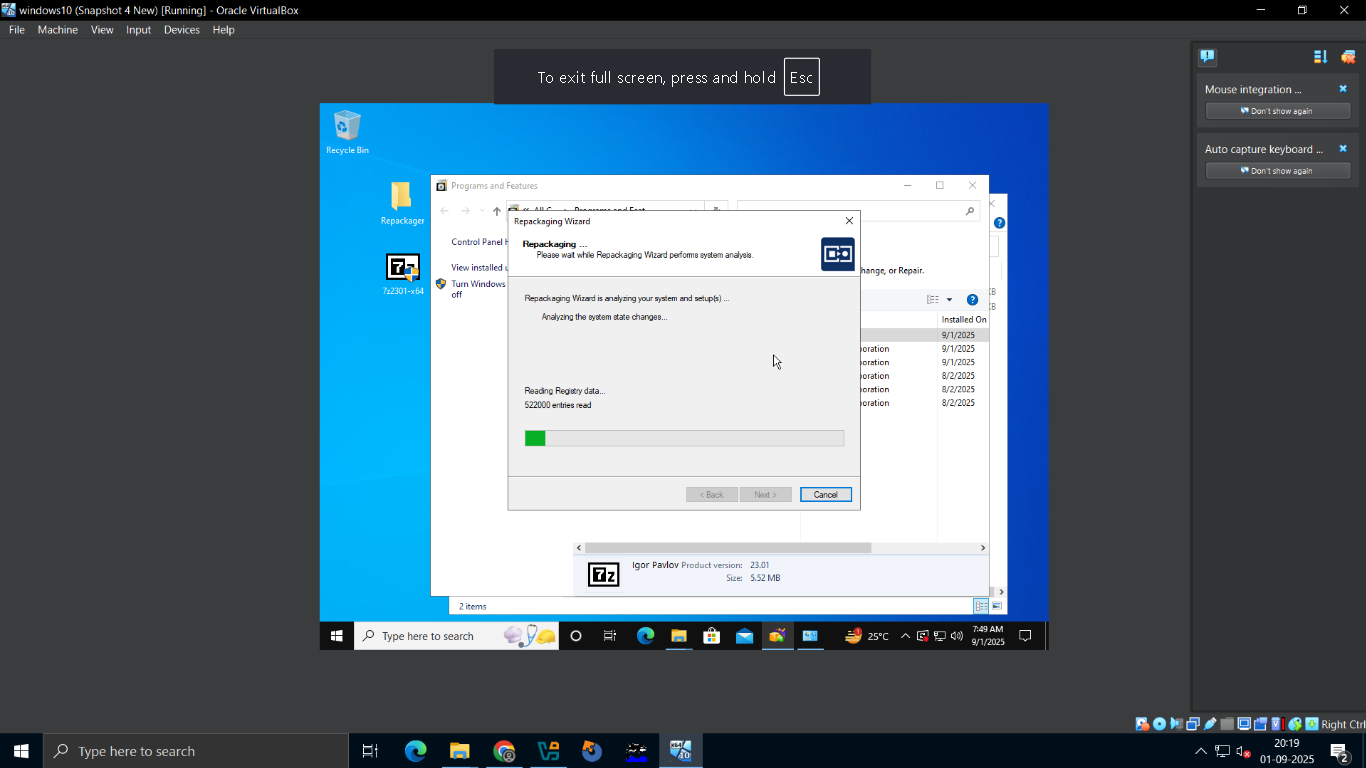 windows10 (Snapshot 4 New) [Running] - Oracle VirtualBox
File Machine View Input Devices Help
To exit full screen, press and hold Esc
Mouse integration ...
Don't show again
Auto capture keyboard ...
Don't show again
Recycle Bin
Repackager
7z
7z2301-x64
Programs and Features
Control Panel H
View installed u
Turn Windows
off
Repackaging Wizard
Repackaging ...
Please wait while Repackaging Wizard performs system analysis.
Repackaging Wizard is analyzing your system and setup(s) ...
Analyzing the system state changes...
Reading Registry data...
522000 entries read
< Back Next > Cancel
hange, or Repair.
Installed On
9/1/2025
oration 9/1/2025
oration 9/1/2025
oration 8/2/2025
oration 8/2/2025
oration 8/2/2025
7z
Igor Pavlov Product version: 23.01
Size: 5.52 MB
2 items
Type here to search
25°C
7:49 AM
9/1/2025
Right Ctrl
Type here to search
20:19
01-09-2025
2